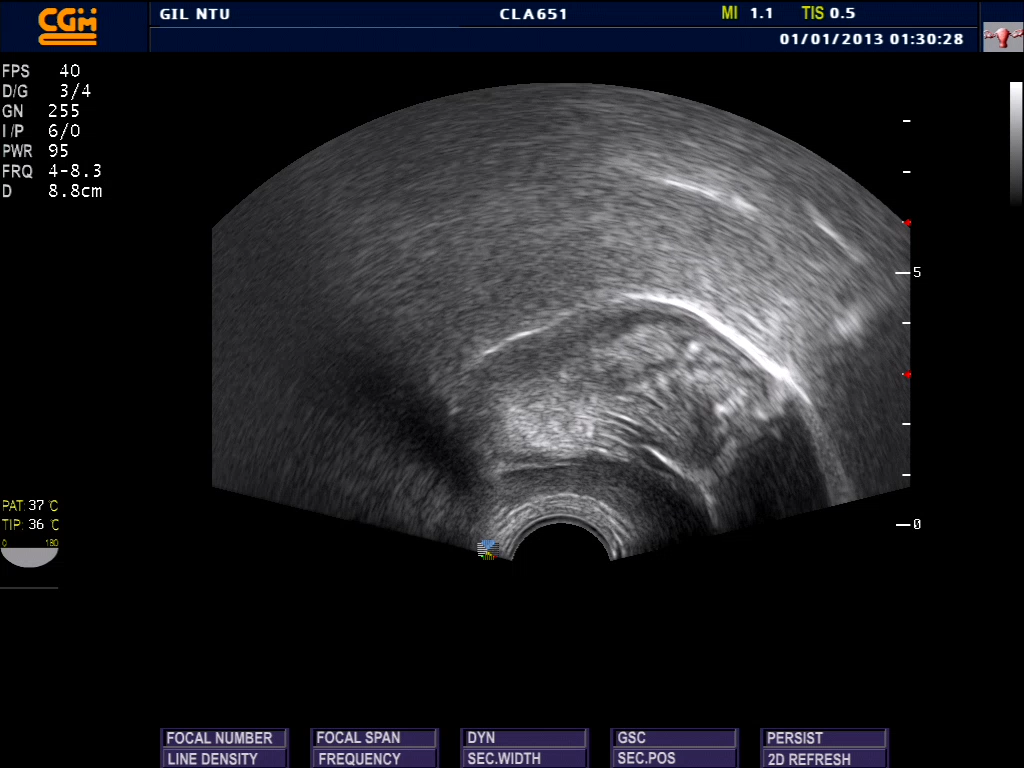 CGM
GIL NTU CLA651 MI 1.1 TIS 0.5
01/01/2013 01:30:28
FPS 40
D/G 3/4
GN 255
I/P 6/0
PWR 95
FRQ 4-8.3
D 8.8cm
5
PAT: 37 °C
TIP: 36 °C
0 180
0
FOCAL NUMBER FOCAL SPAN DYN GSC PERSIST
LINE DENSITY FREQUENCY SEC.WIDTH SEC.POS 2D REFRESH